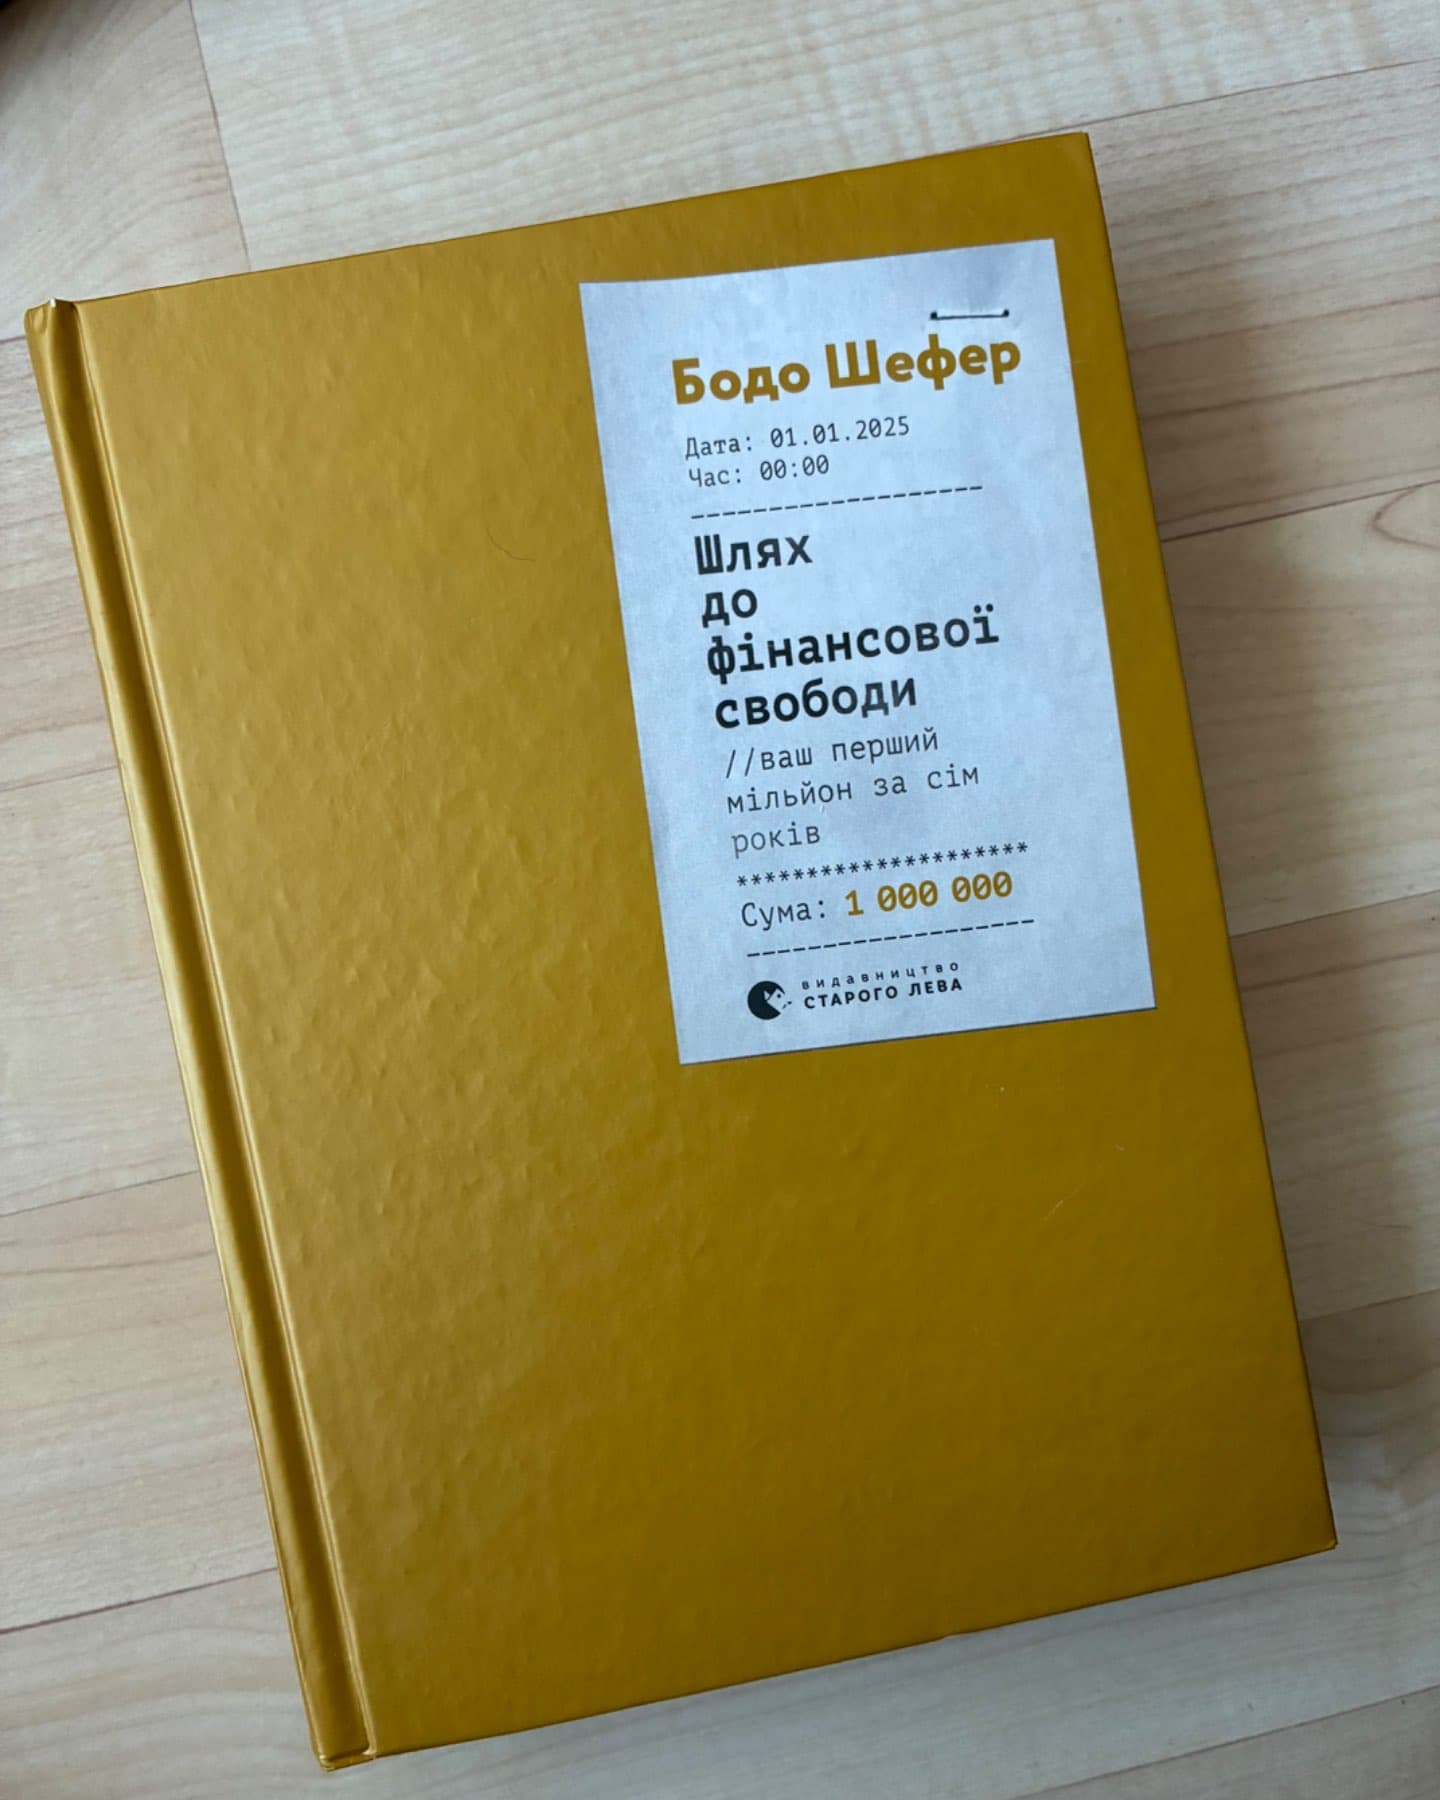 Бодо Шефер
Дата: 01.01.2025
Час: 00:00
-------------------
Шлях
до
фінансової
свободи
//ваш перший
мільйон за сім
років
*********************
Сума: 1 000 000
-------------------
видавництво
СТАРОГО ЛЕВА